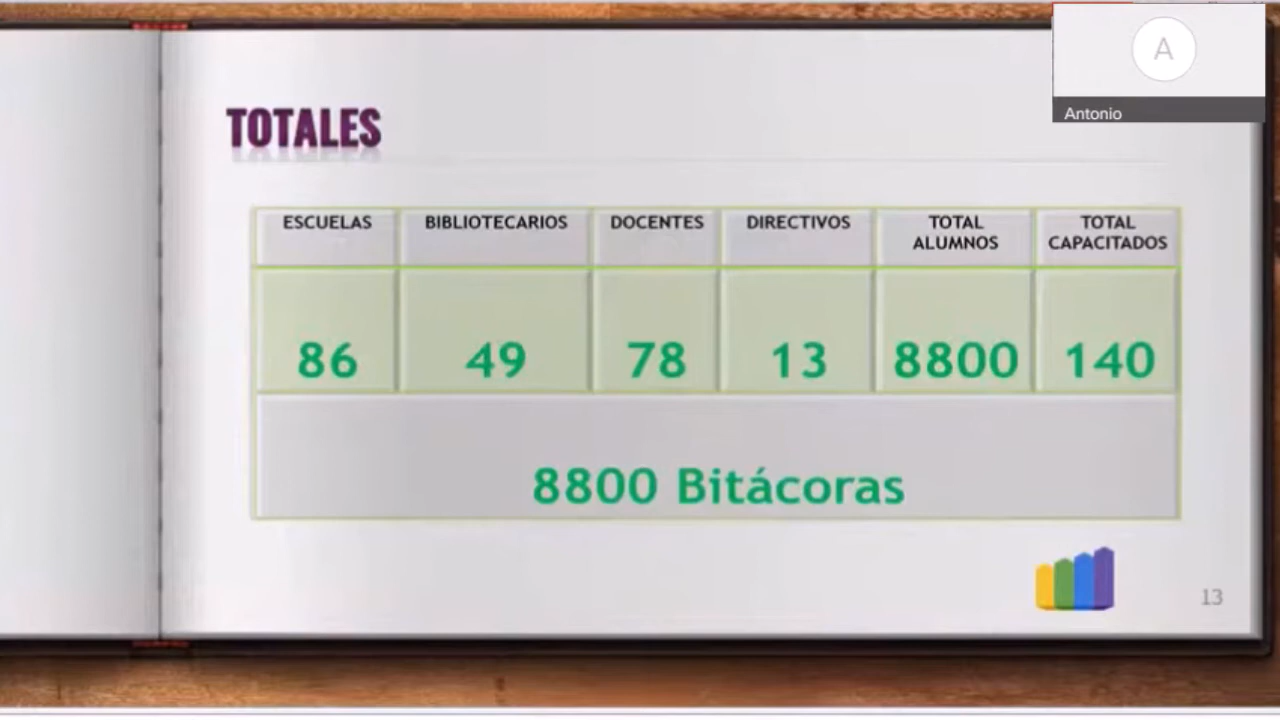 A
Antonio
TOTALES
ESCUELAS BIBLIOTECARIOS DOCENTES DIRECTIVOS TOTAL ALUMNOS TOTAL CAPACITADOS
86 49 78 13 8800 140
8800 Bitácoras
13